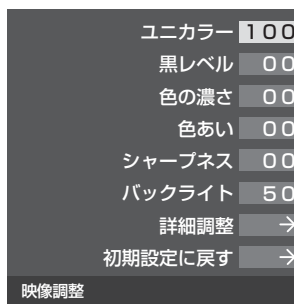 ユニカラー 100
黒レベル 00
色の濃さ 00
色あい 00
シャープネス 00
バックライト 50
詳細調整 →
初期設定に戻す →
映像調整